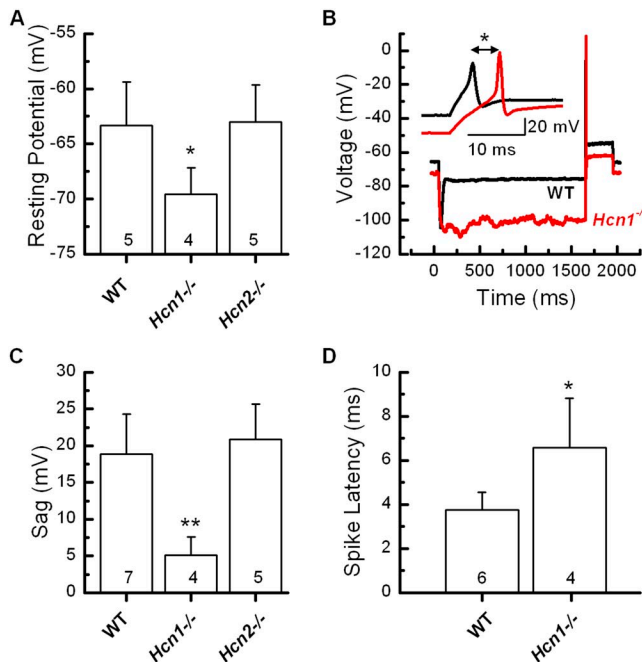 A
Resting Potential (mV)
-55
-60
-65
-70
-75
*
5
4
5
WT
Hcn1-/-
Hcn2-/-
B
Voltage (mV)
0
-20
-40
-60
-80
-100
-120
*
20 mV
10 ms
WT
Hcn1-/-
0
500
1000
1500
2000
Time (ms)
C
Sag (mV)
30
25
20
15
10
5
0
**
7
4
5
WT
Hcn1-/-
Hcn2-/-
D
Spike Latency (ms)
10
8
6
4
2
0
*
6
4
WT
Hcn1-/-